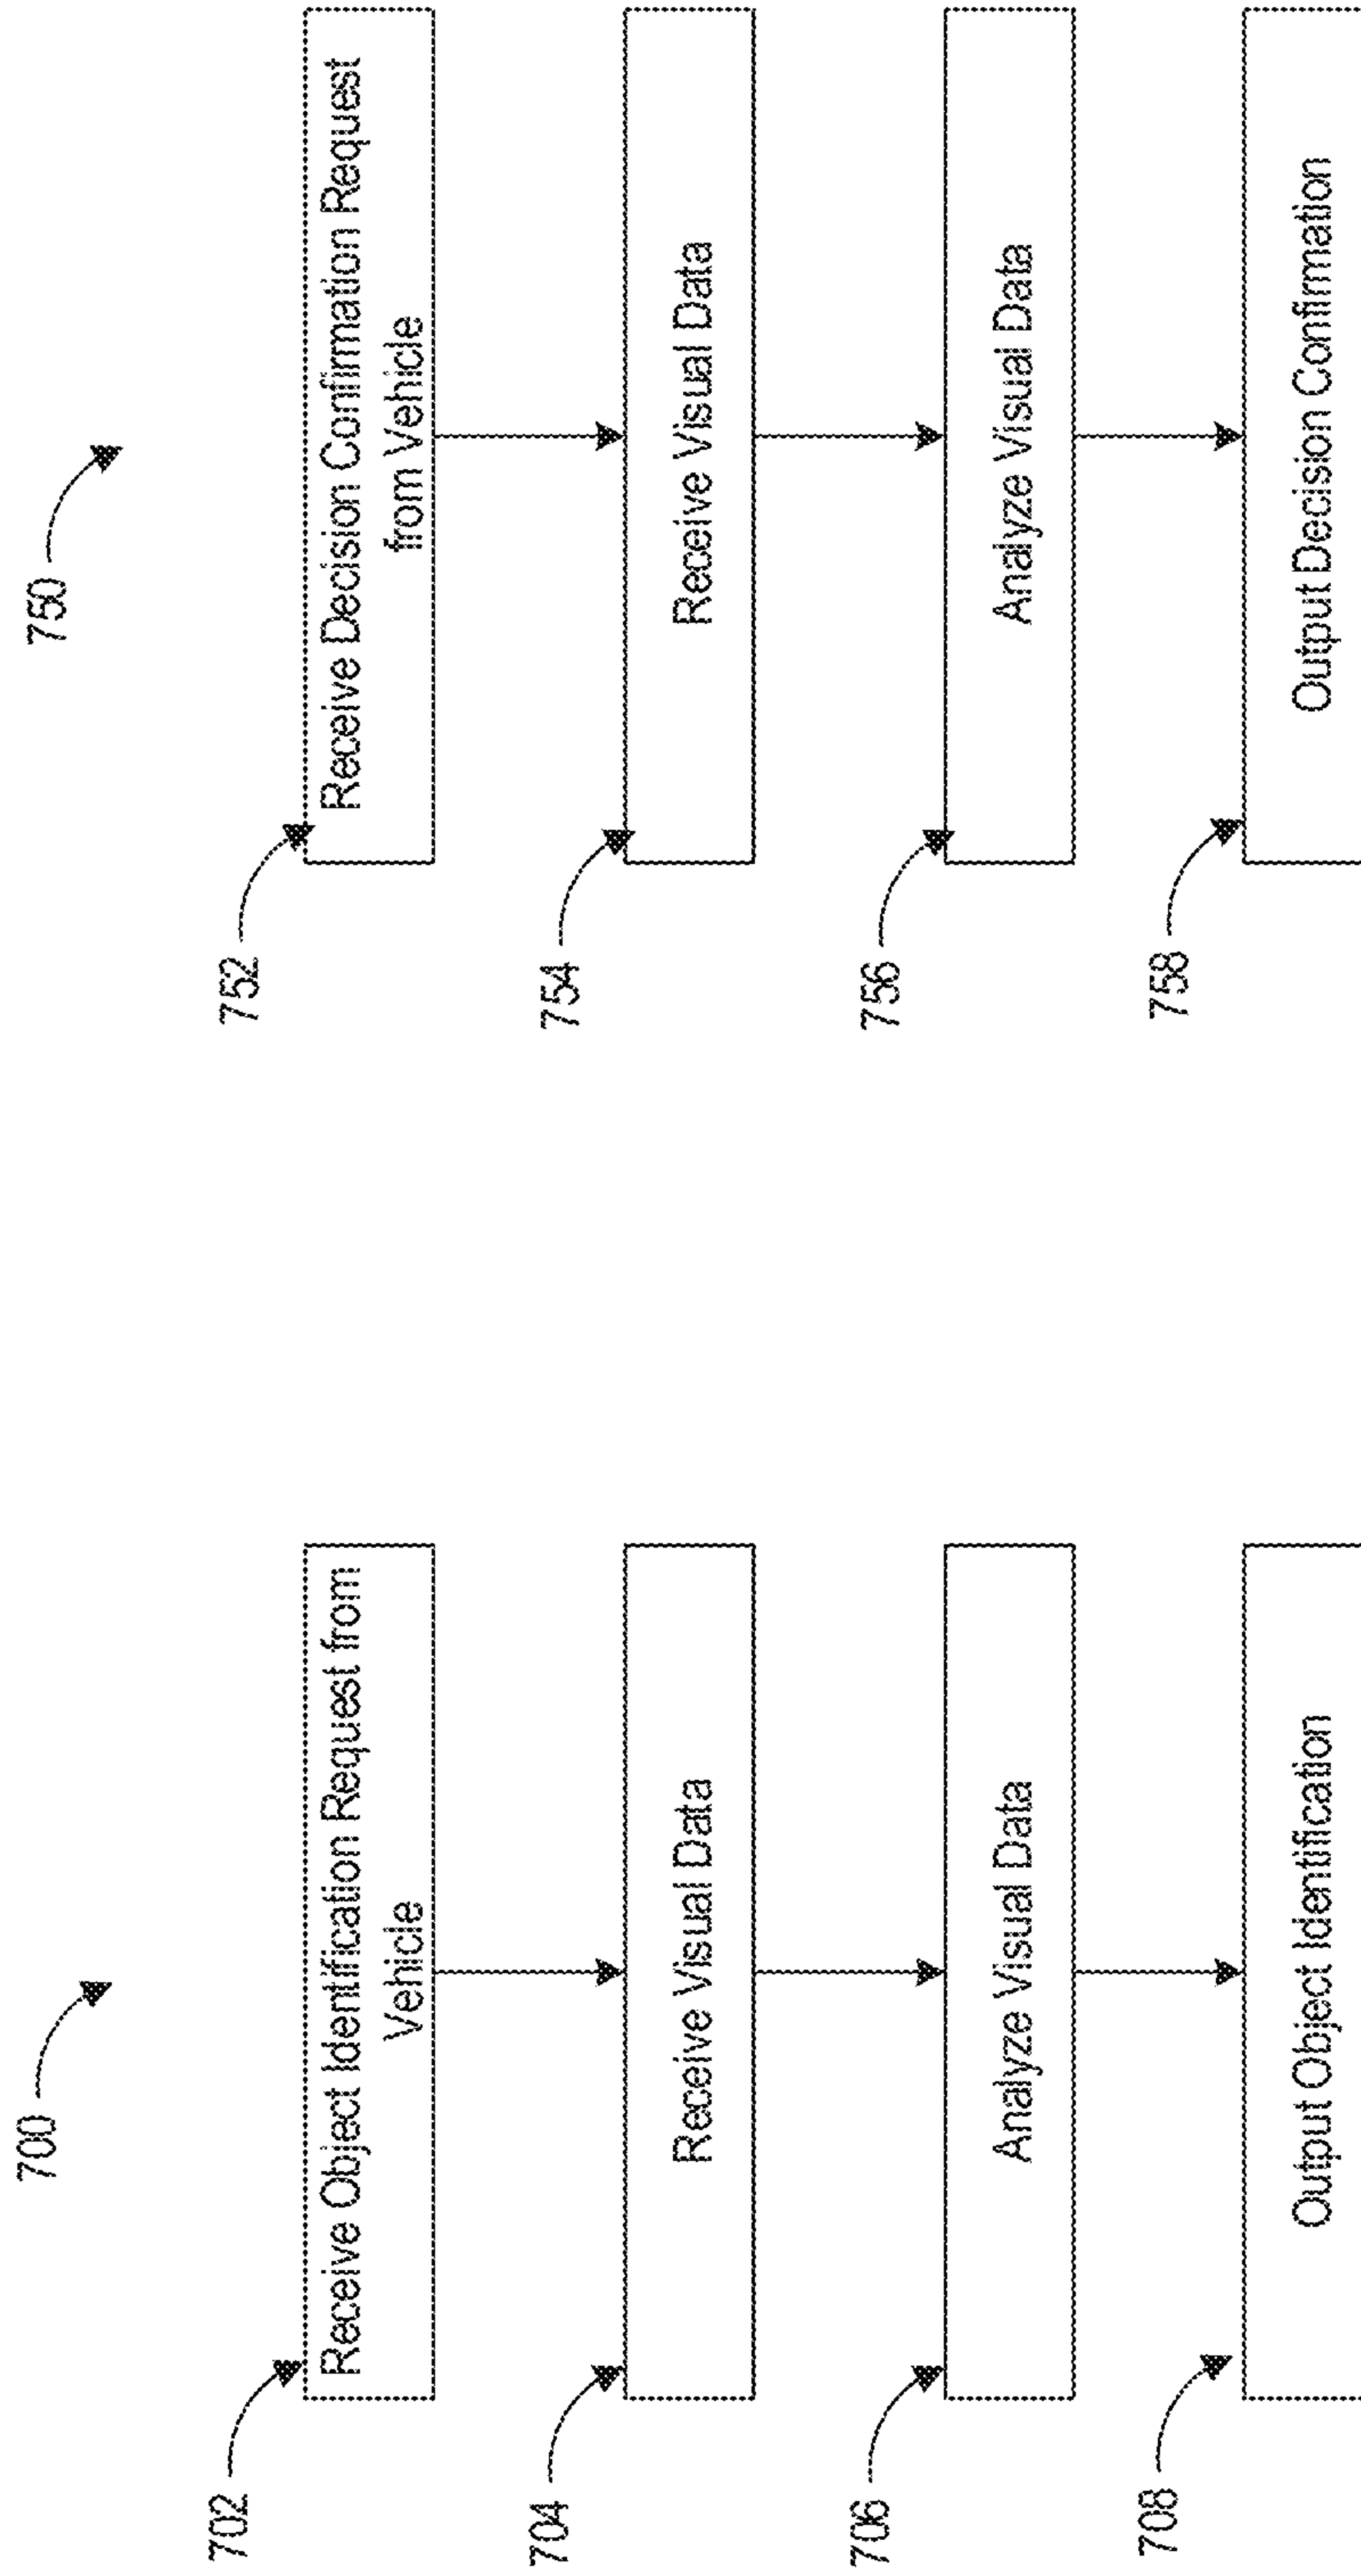 700
702
Receive Object Identification Request from
Vehicle
704
Receive Visual Data
706
Analyze Visual Data
708
Output Object Identification
750
752
Receive Decision Confirmation Request
from Vehicle
754
Receive Visual Data
756
Analyze Visual Data
758
Output Decision Confirmation